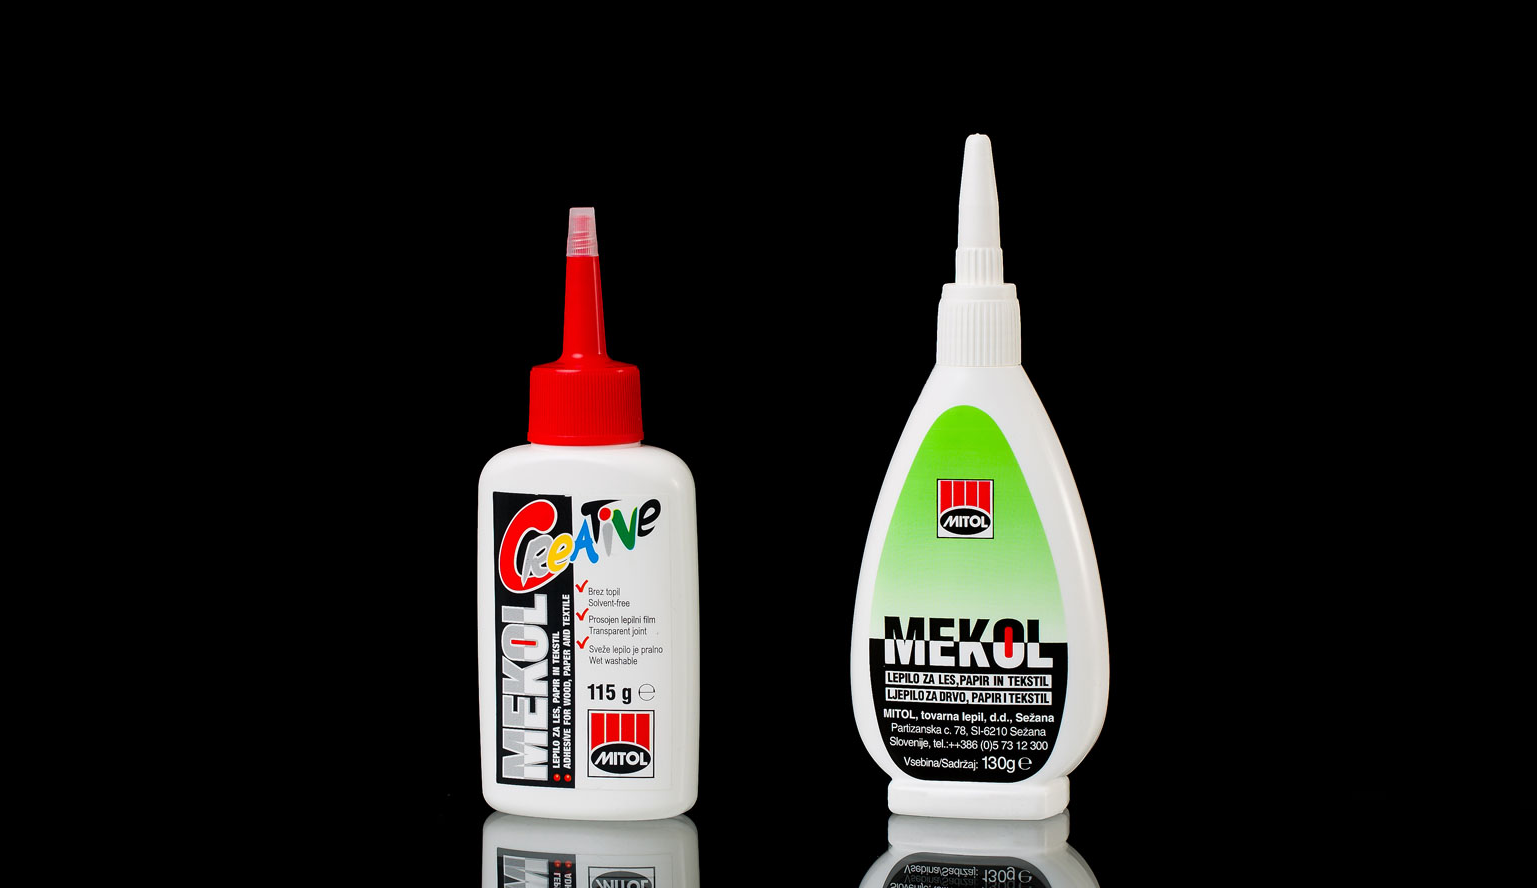 CREATIVE
MEKOL
LEPILO ZA LES, PAPIR IN TEKSTIL
ADHESIVE FOR WOOD, PAPER AND TEXTILE
Brez topil
Solvent-free
Prosojen lepilni film
Transparent joint
Sveže lepilo je pralno
Wet washable
115 g ℮
MITOL
MITOL
MEKOL
LEPILO ZA LES,PAPIR IN TEKSTIL
LJEPILO ZA DRVO, PAPIR I TEKSTIL
MITOL, tovarna lepil, d.d., Sežana
Partizanska c. 78, SI-6210 Sežana
Slovenije, tel.:++386 (0)5 73 12 300
Vsebina/Sadržaj: 130g ℮